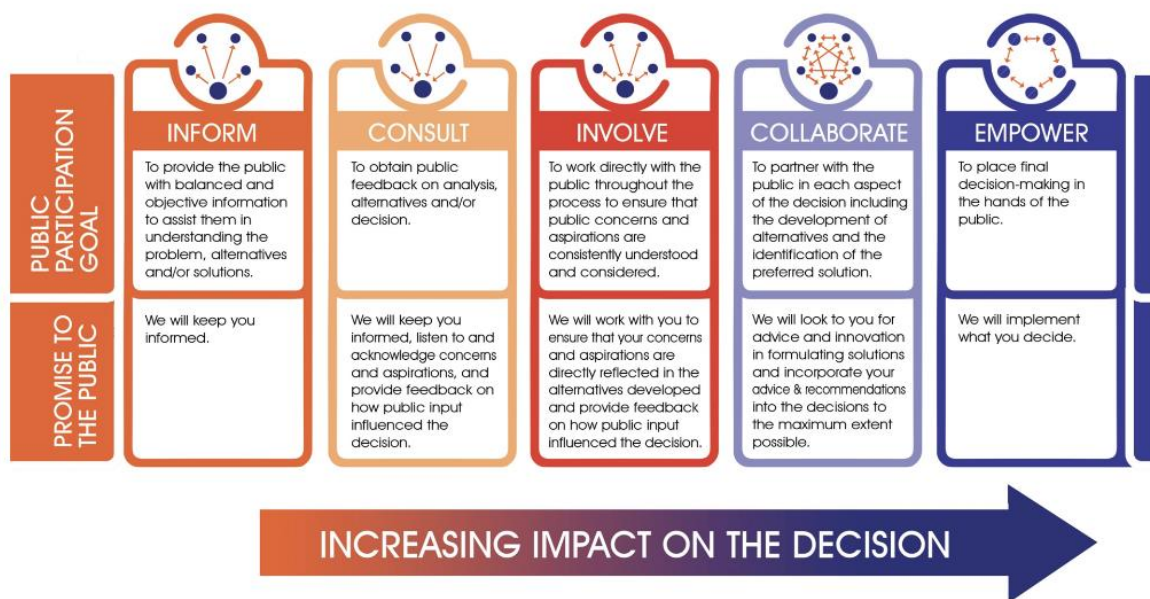 PUBLIC
PARTICIPATION
GOAL
INFORM
To provide the public
with balanced and
objective information
to assist them in
understanding the
problem, alternatives
and/or solutions.
CONSULT
To obtain public
feedback on analysis,
alternatives and/or
decision.
INVOLVE
To work directly with the
public throughout the
process to ensure that
public concerns and
aspirations are
consistently understood
and considered.
COLLABORATE
To partner with the
public in each aspect
of the decision including
the development of
alternatives and the
identification of the
preferred solution.
EMPOWER
To place final
decision-making in
the hands of the
public.
PROMISE TO
THE PUBLIC
We will keep you
informed.
We will keep you
informed, listen to and
acknowledge concerns
and aspirations, and
provide feedback on
how public input
influenced the
decision.
We will work with you to
ensure that your concerns
and aspirations are
directly reflected in the
alternatives developed
and provide feedback
on how public input
influenced the decision.
We will look to you for
advice and innovation
in formulating solutions
and incorporate your
advice & recommendations
into the decisions to
the maximum extent
possible.
We will implement
what you decide.
INCREASING IMPACT ON THE DECISION